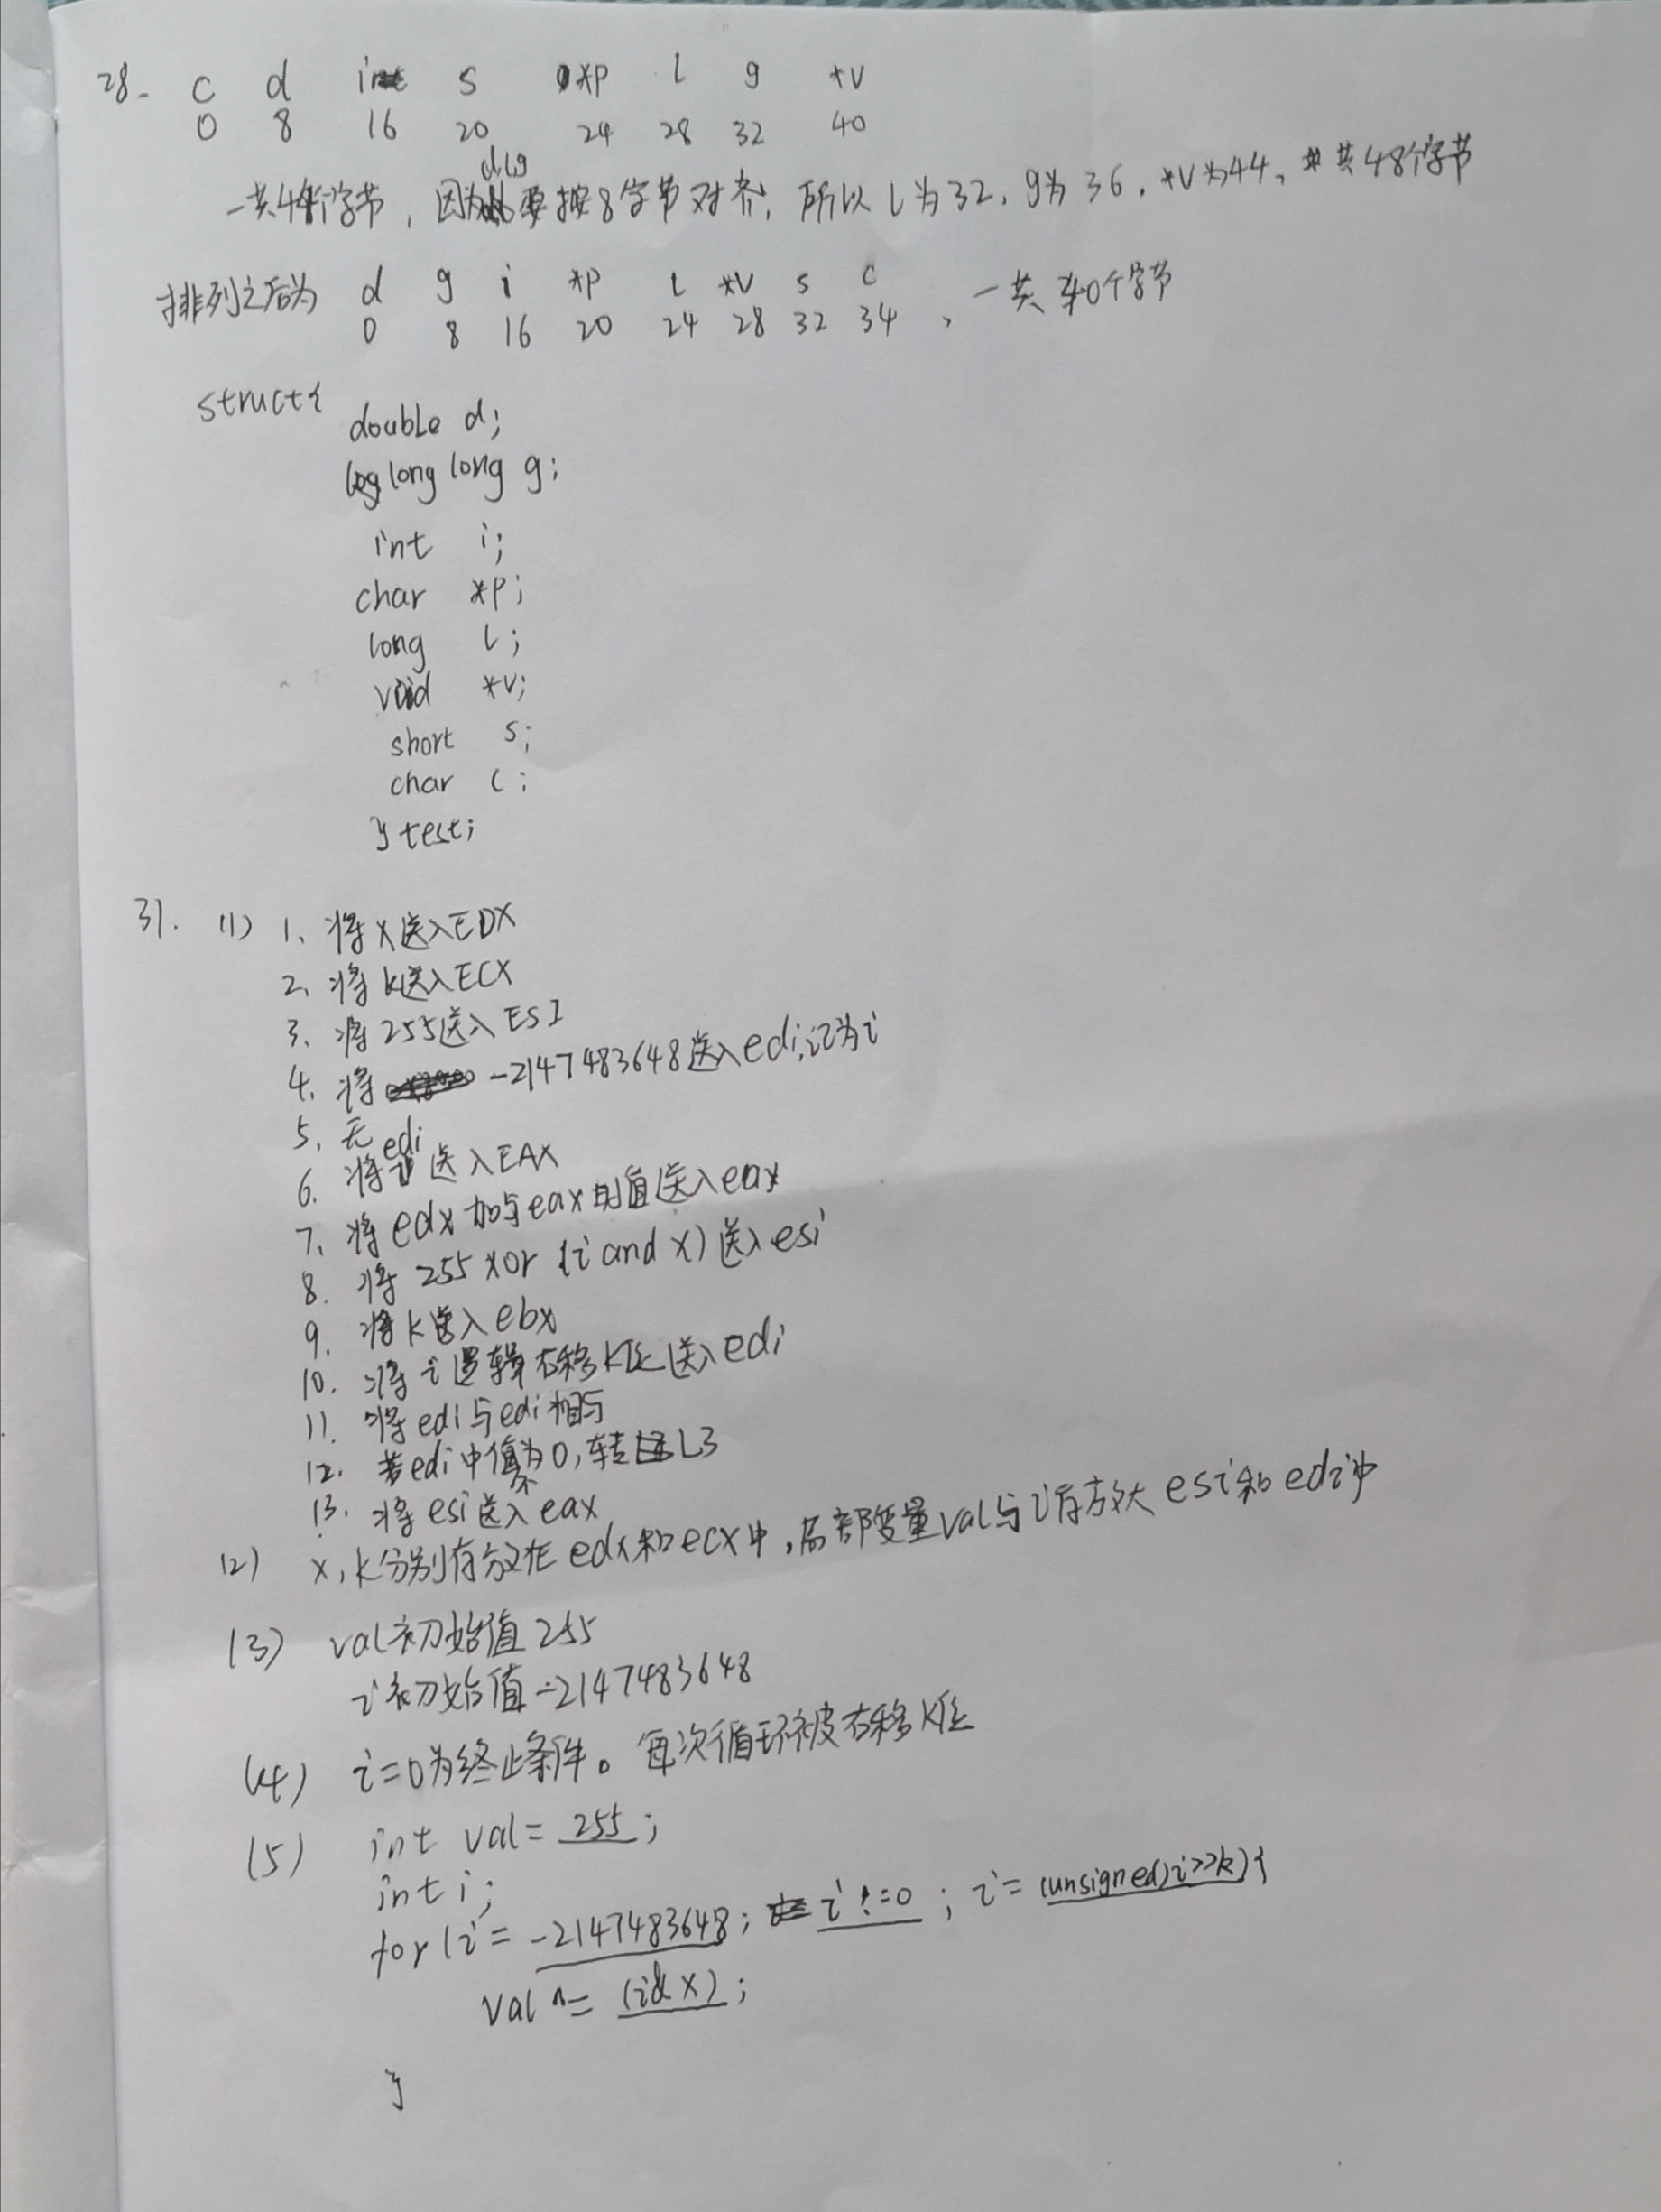 28. c d i s *p l g *v
0 8 16 20 24 28 32 40
一共44个字节，因为d,l,g要按8字节对齐，所以l为32，g为36，*v为44，共48个字节
排列之后为 d g i *p l *v s c
0 8 16 20 24 28 32 34 ，一共40个字节
struct{
double d;
long long g;
int i;
char *p;
long l;
void *v;
short s;
char c;
}test;
31. (1) 1、将X送入EDX
2、将k送入ECX
3、将255送入ESI
4、将 -2147483648送入edi,记为i
5、无
6、将edi送入EAX
7、将edx和与eax的值送入eax
8、将 255 xor (i and x) 送入esi
9、将k送入ebx
10、将i逻辑右移k位送入edi
11、将edi与edi相与
12、若edi中值不为0,转至L3
13、将esi送入eax
(2) x,k分别存放在edx和ecx中,局部变量val与i存放在esi和edi中
(3) val初始值255
i初始值-2147483648
(4) i=0为终止条件。每次循环被右移k位
(5) int val= 255;
int i;
for(i= -2147483648; i!=0; i=(unsigned)i>>k){
val ^= (i&x);
}